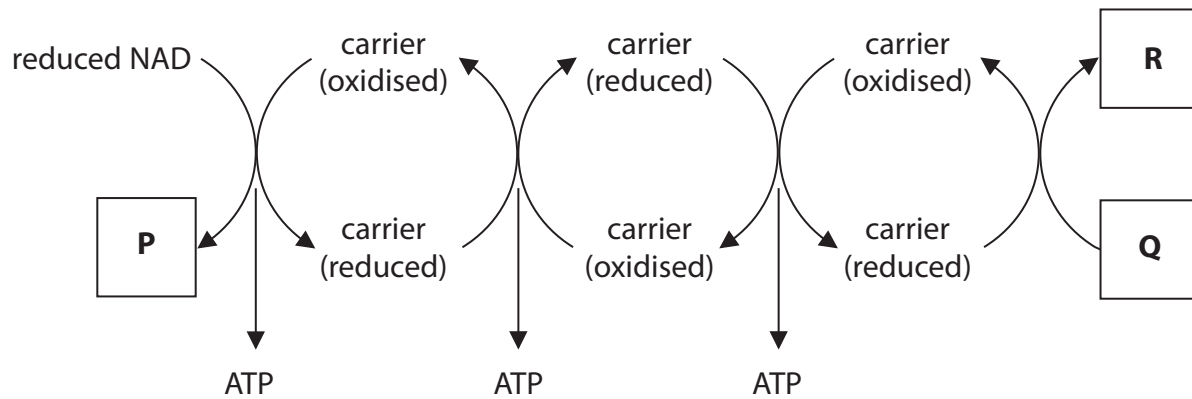 reduced NAD
carrier
(oxidised)
carrier
(reduced)
carrier
(oxidised)
R
P
carrier
(reduced)
carrier
(oxidised)
carrier
(reduced)
Q
ATP
ATP
ATP